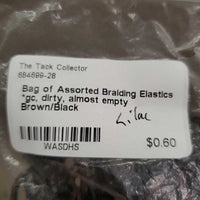 The Tack Collector
684699-28
Bag of Assorted Braiding Elastics
*gc, dirty, almost empty
Brown/Black
Lilac
WASDHS
$0.60